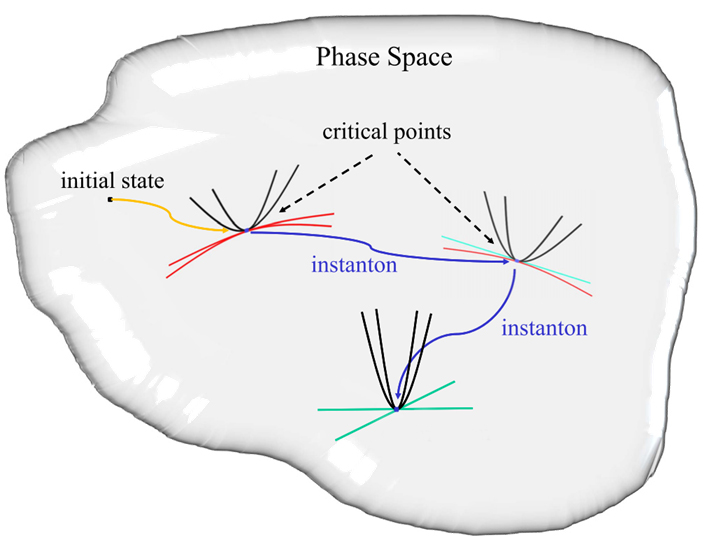 Phase Space
critical points
initial state
instanton
instanton